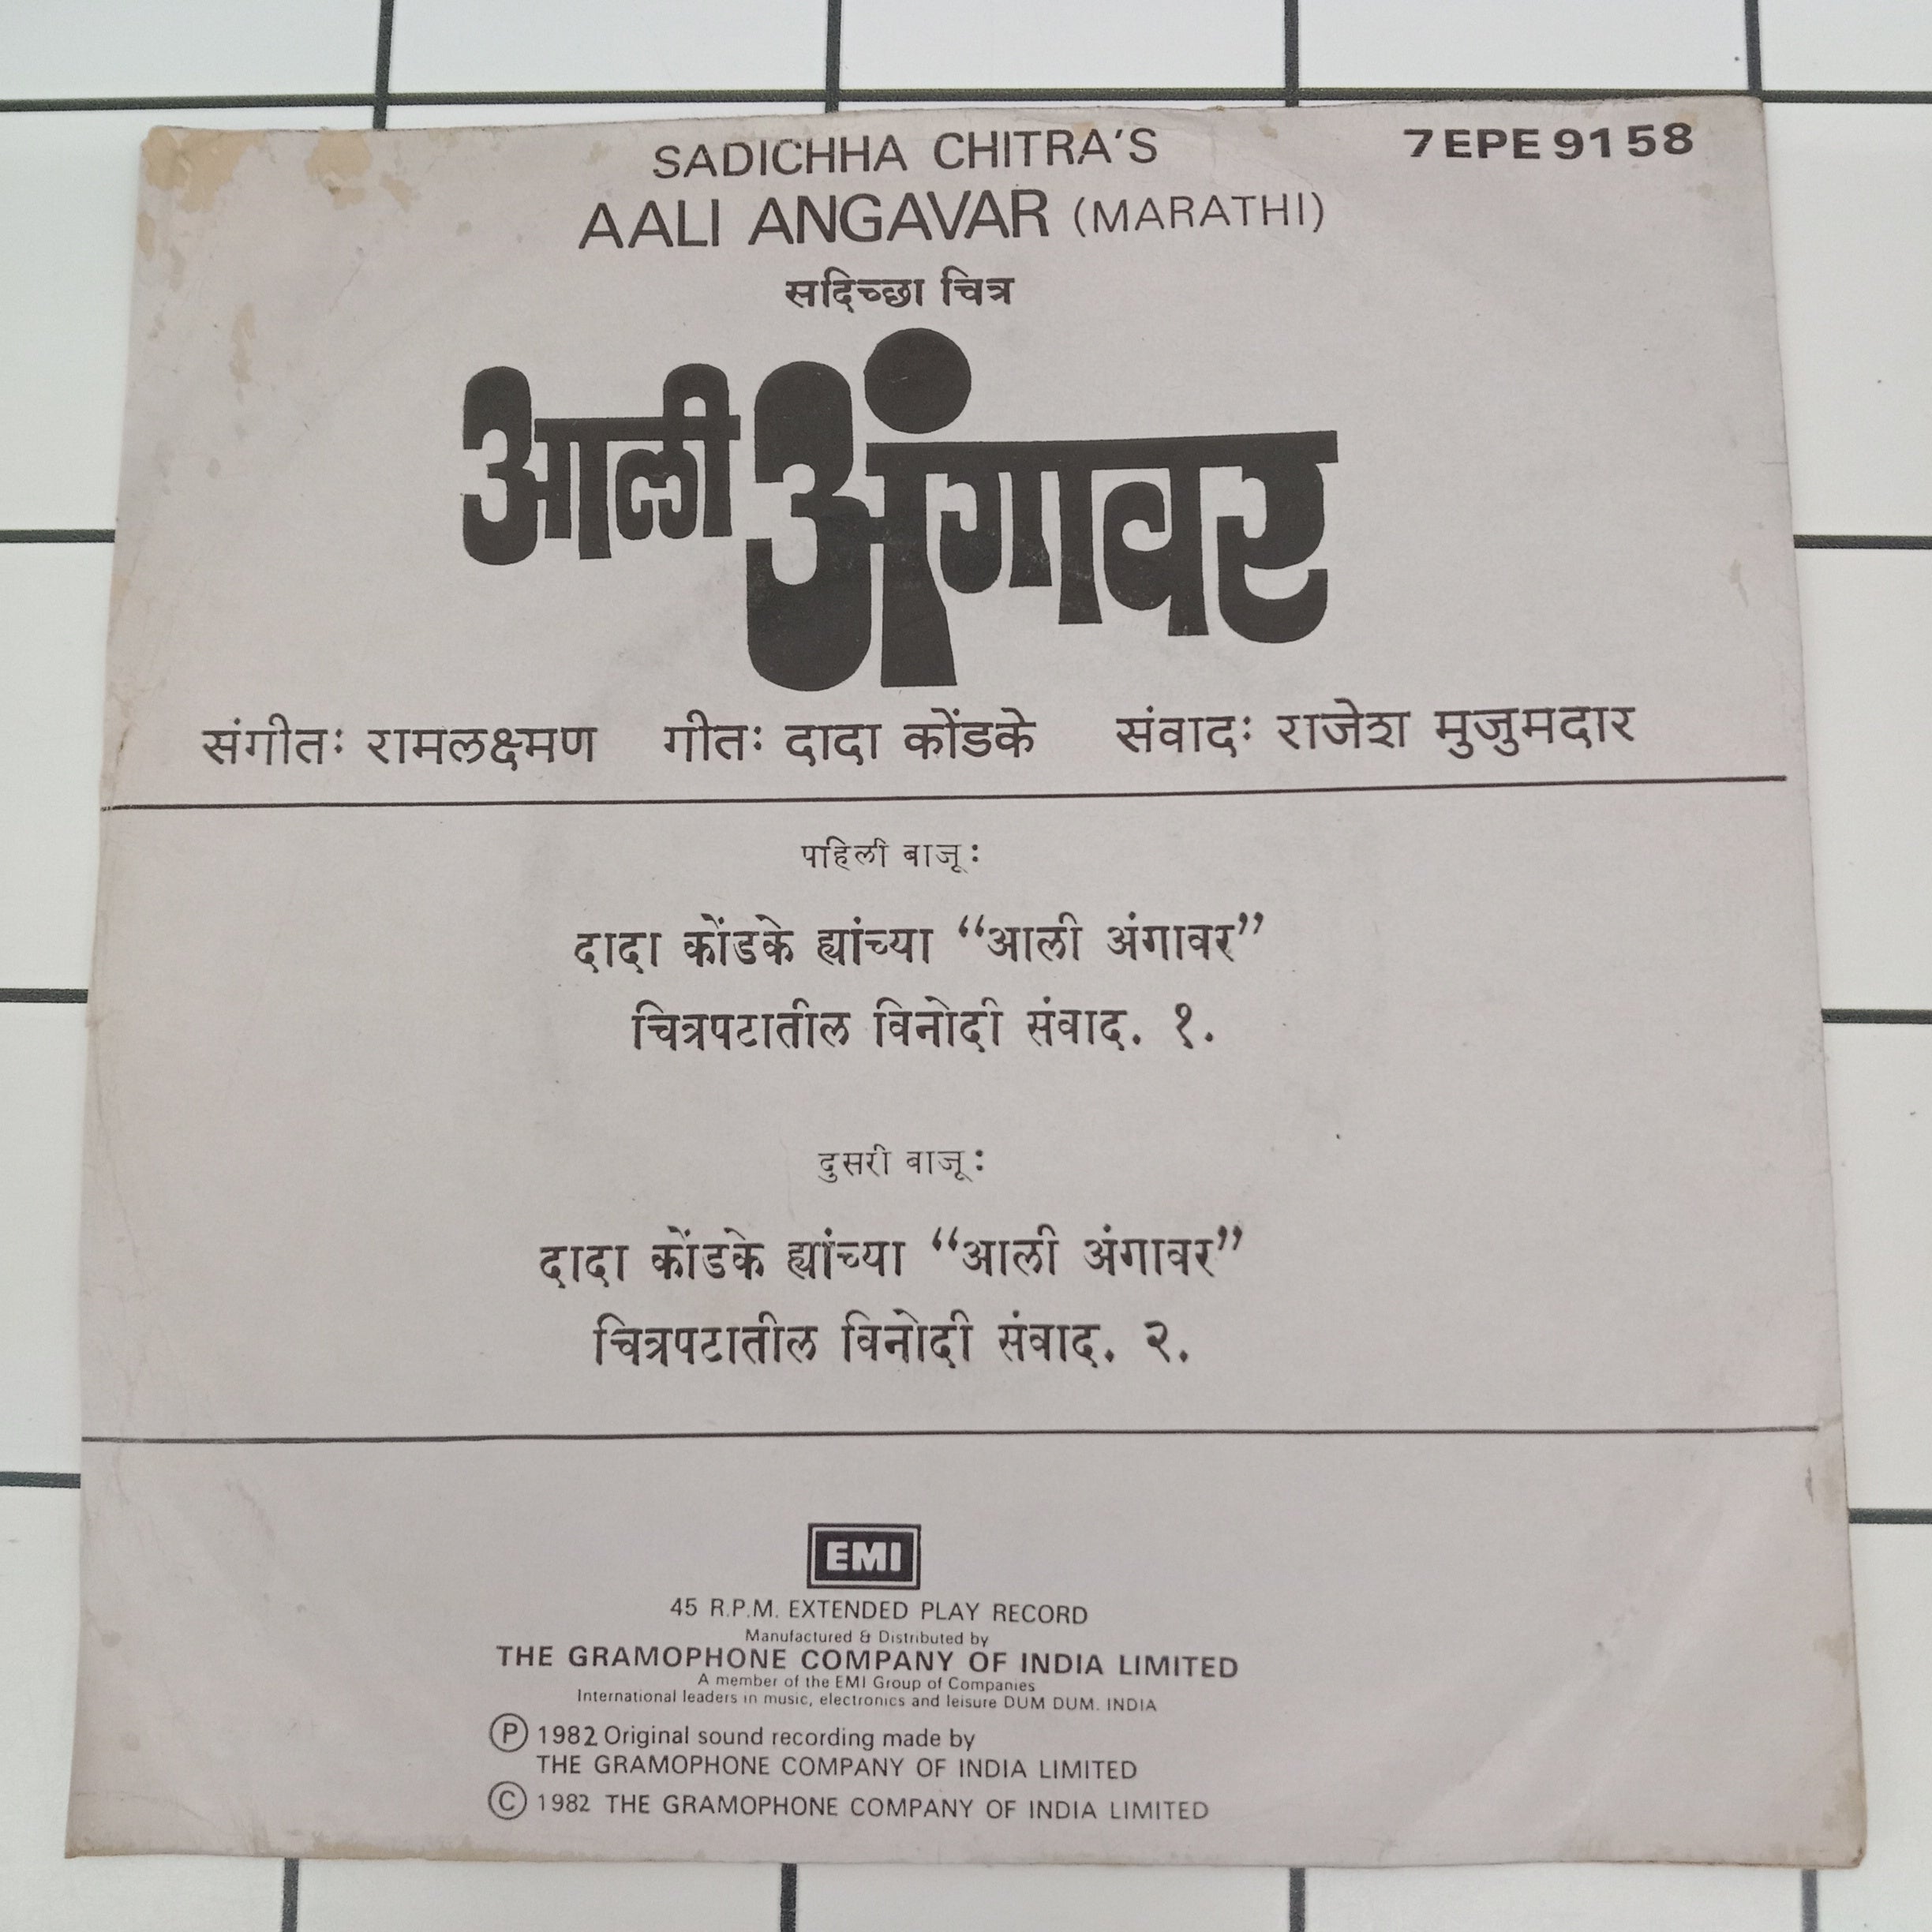 SADICHHA CHITRA'S
7EPE 9158
AALI ANGAVAR (MARATHI)
सदिच्छा चित्र
आली अंगावर
संगीतः रामलक्ष्मण गीतः दादा कोंडके संवादः राजेश मुजुमदार
पाहिली बाजू :
दादा कोंडके ह्यांच्या “आली अंगावर”
चित्रपटातील विनोदी संवाद. १.
दुसरी बाजू :
दादा कोंडके ह्यांच्या “आली अंगावर”
चित्रपटातील विनोदी संवाद. २.
EMI
45 R.P.M. EXTENDED PLAY RECORD
Manufactured & Distributed by
THE GRAMOPHONE COMPANY OF INDIA LIMITED
A member of the EMI Group of Companies
International leaders in music, electronics and leisure DUM DUM. INDIA
Ⓟ 1982 Original sound recording made by
THE GRAMOPHONE COMPANY OF INDIA LIMITED
© 1982 THE GRAMOPHONE COMPANY OF INDIA LIMITED